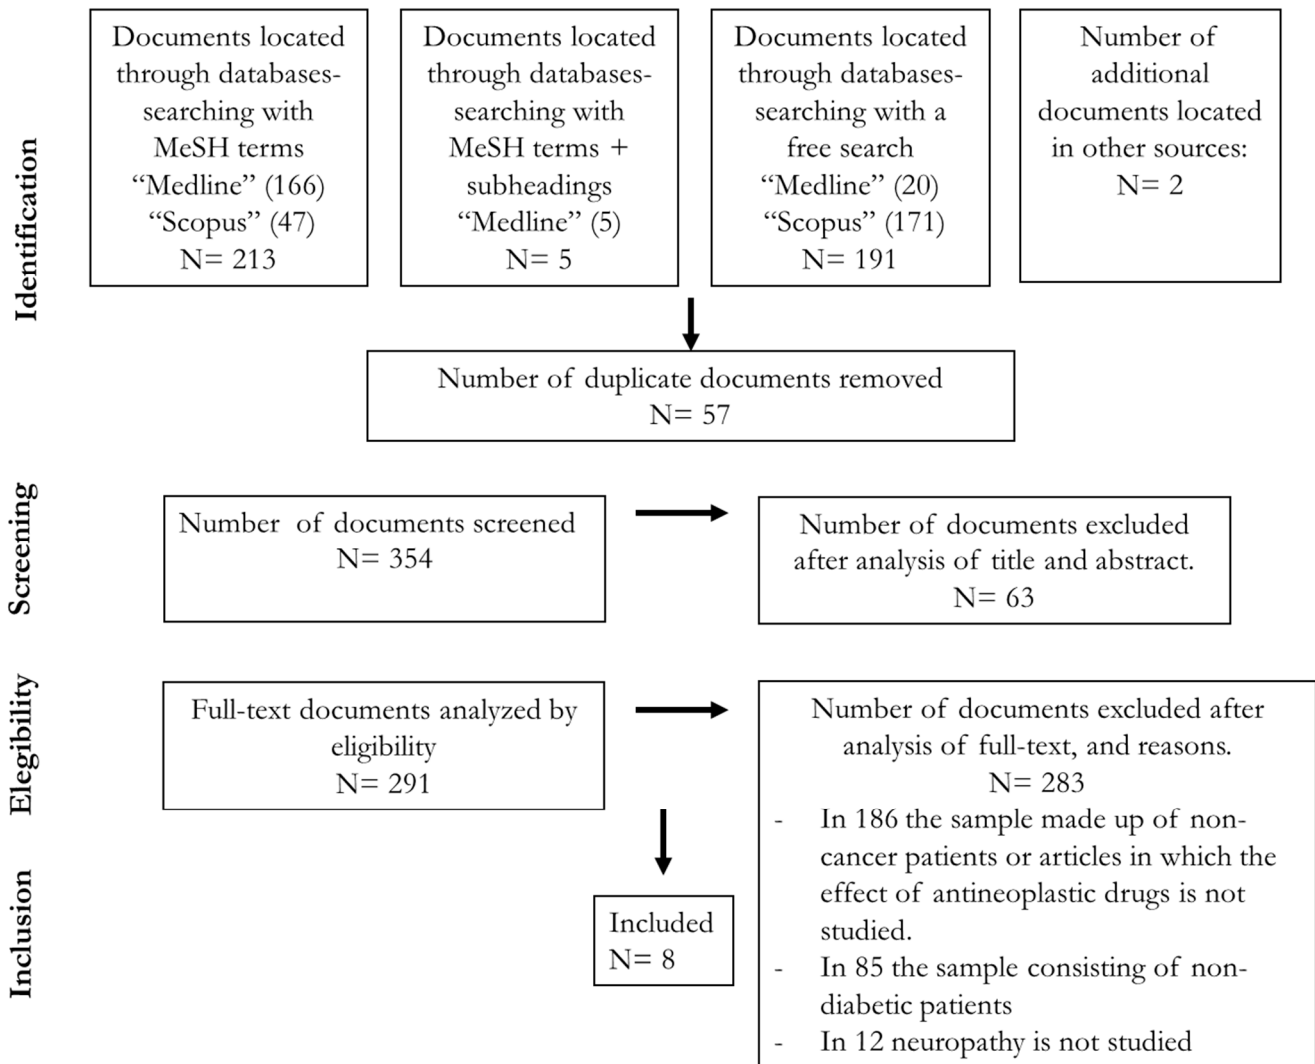 Identification
Documents located
through databases-
searching with
MeSH terms
“Medline” (166)
“Scopus” (47)
N= 213
Documents located
through databases-
searching with
MeSH terms +
subheadings
“Medline” (5)
N= 5
Documents located
through databases-
searching with a
free search
“Medline” (20)
“Scopus” (171)
N= 191
Number of
additional
documents located
in other sources:
N= 2
Number of duplicate documents removed
N= 57
Screening
Number of documents screened
N= 354
Number of documents excluded
after analysis of title and abstract.
N= 63
Elegibility
Full-text documents analyzed by
eligibility
N= 291
Number of documents excluded after
analysis of full-text, and reasons.
N= 283
- In 186 the sample made up of non-
cancer patients or articles in which the
effect of antineoplastic drugs is not
studied.
- In 85 the sample consisting of non-
diabetic patients
- In 12 neuropathy is not studied
Inclusion
Included
N= 8